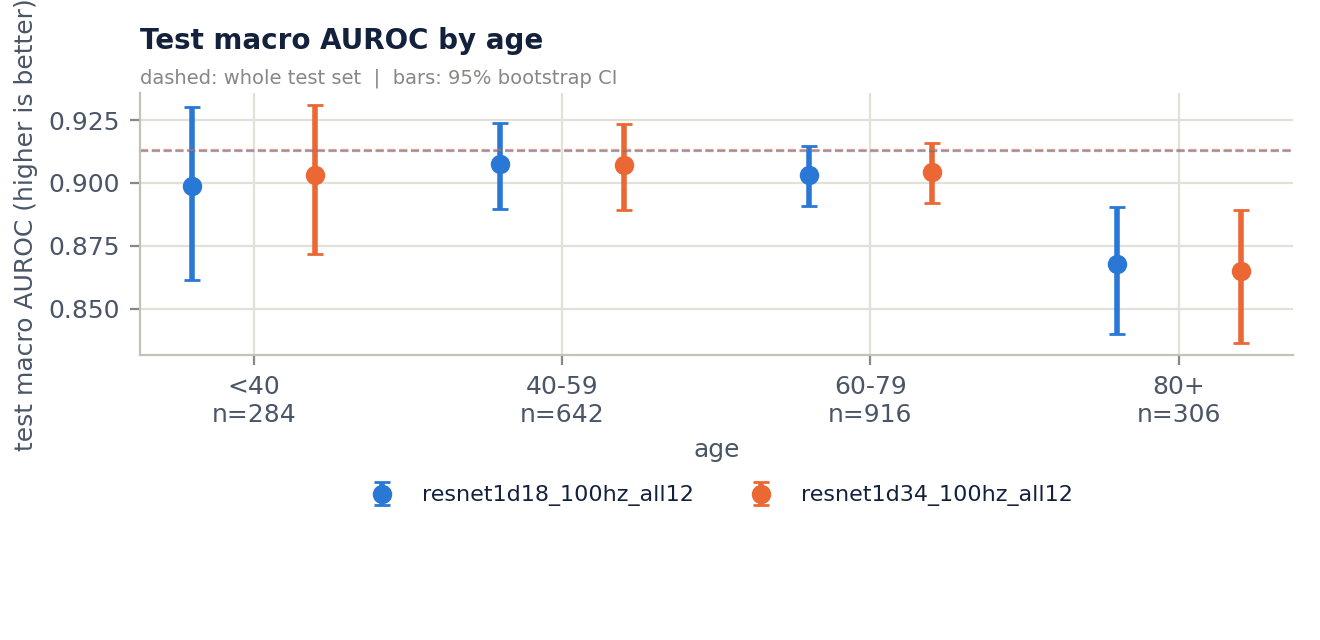 Test macro AUROC by age
dashed: whole test set | bars: 95% bootstrap CI
test macro AUROC (higher is better)
0.925
0.900
0.875
0.850
<40
n=284
40-59
n=642
60-79
n=916
80+
n=306
age
resnet1d18_100hz_all12
resnet1d34_100hz_all12